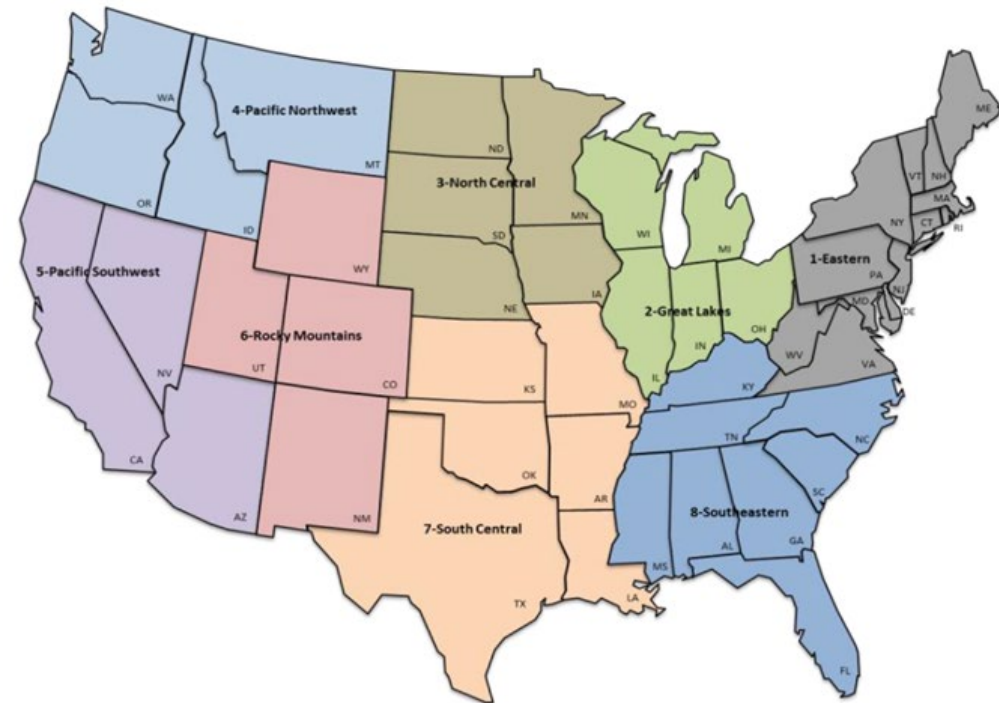 WA
4-Pacific Northwest
MT
OR
ID
ND
3-North Central
MN
SD
NE
IA
WI
MI
ME
VT
NH
MA
NY
CT
RI
1-Eastern
PA
NJ
MD
DE
WV
VA
5-Pacific Southwest
NV
CA
AZ
WY
6-Rocky Mountains
UT
CO
NM
2-Great Lakes
OH
IN
IL
KS
MO
OK
AR
7-South Central
TX
LA
KY
TN
NC
SC
8-Southeastern
GA
AL
MS
FL